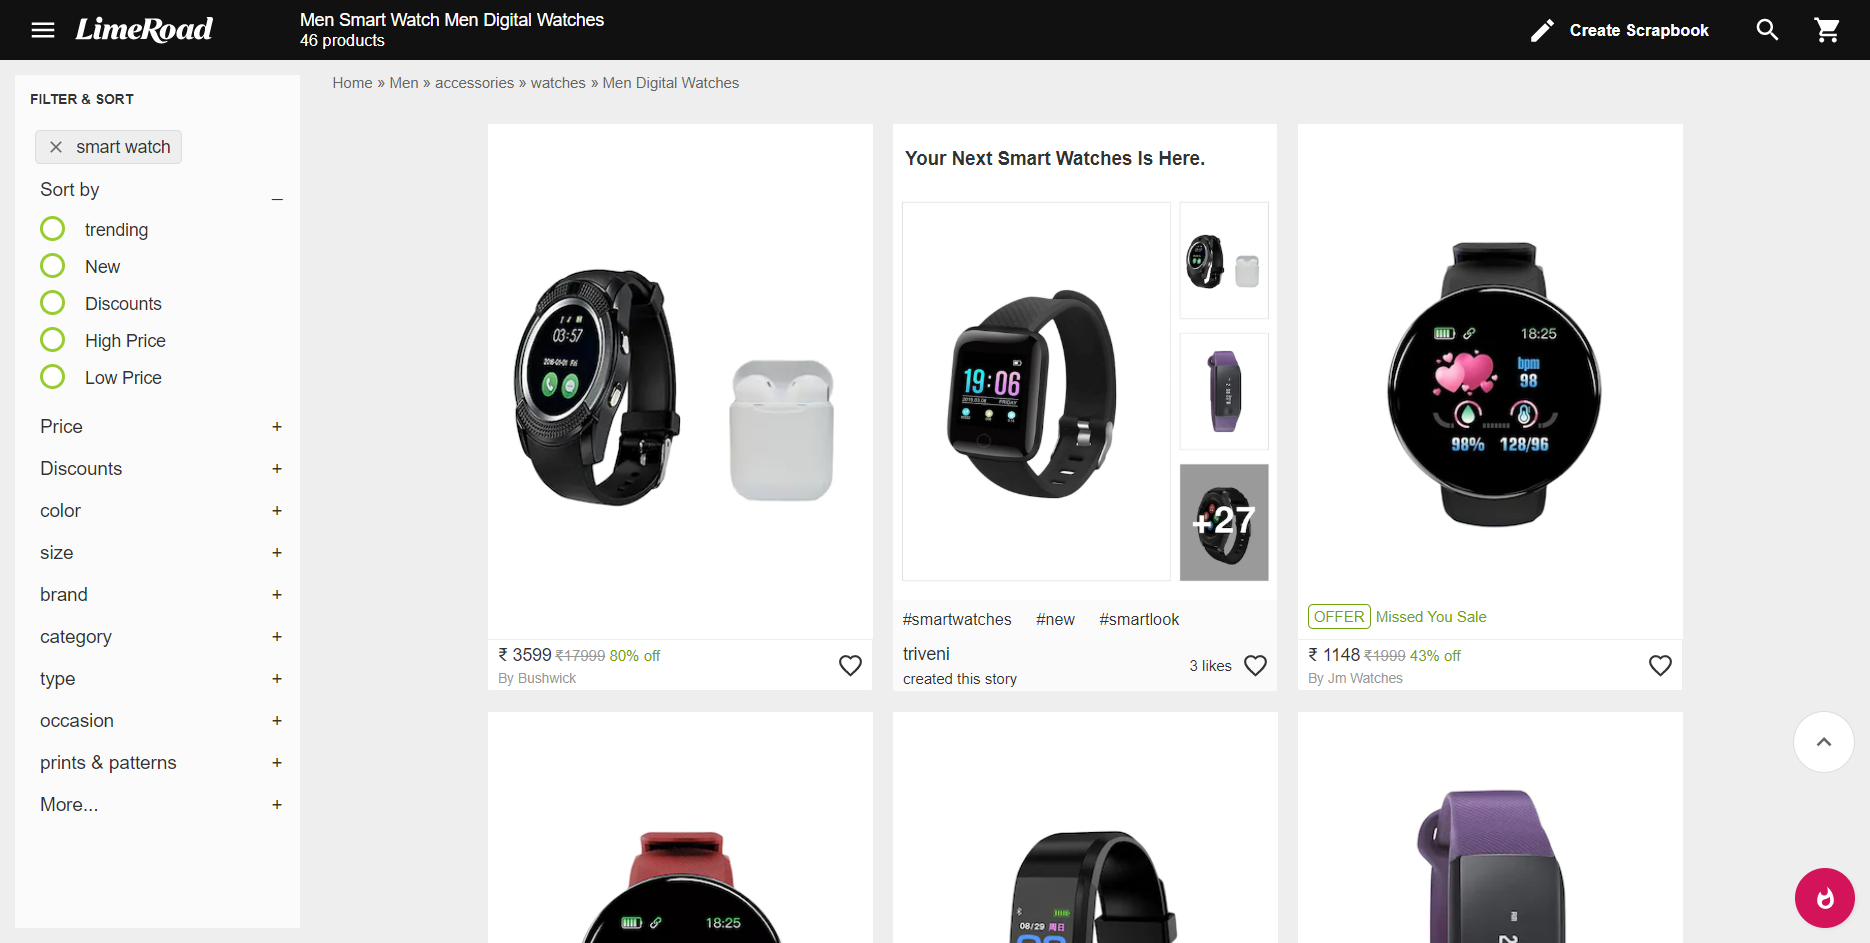 LimeRoad
Men Smart Watch Men Digital Watches
46 products
Create Scrapbook
Home » Men » accessories » watches » Men Digital Watches
FILTER & SORT
smart watch
Sort by
trending
New
Discounts
High Price
Low Price
Price
Discounts
color
size
brand
category
type
occasion
prints & patterns
More...
03:57
₹ 3599 ₹17999 80% off
By Bushwick
Your Next Smart Watches Is Here.
19:06
FRIDAY
+27
#smartwatches #new #smartlook
triveni
created this story
3 likes
18:25
bpm
98
98% 128/96
OFFER Missed You Sale
₹ 1148 ₹1999 43% off
By Jm Watches
18:25
08/29 周日